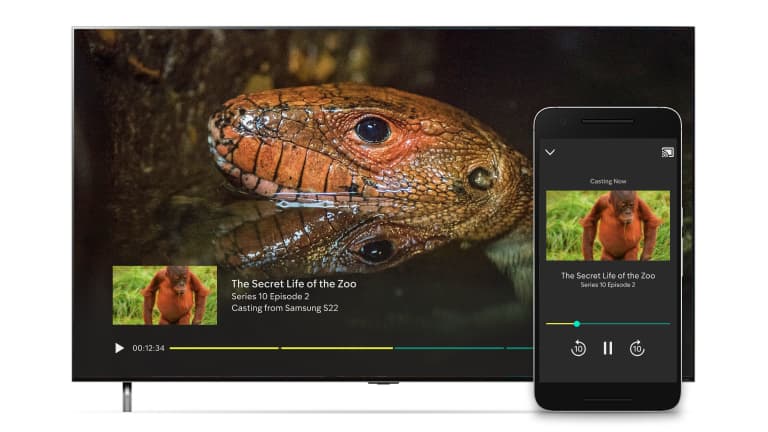 The Secret Life of the Zoo
Series 10 Episode 2
Casting from Samsung S22
00:12:34
Casting Now
The Secret Life of the Zoo
Series 10 Episode 2
10
10